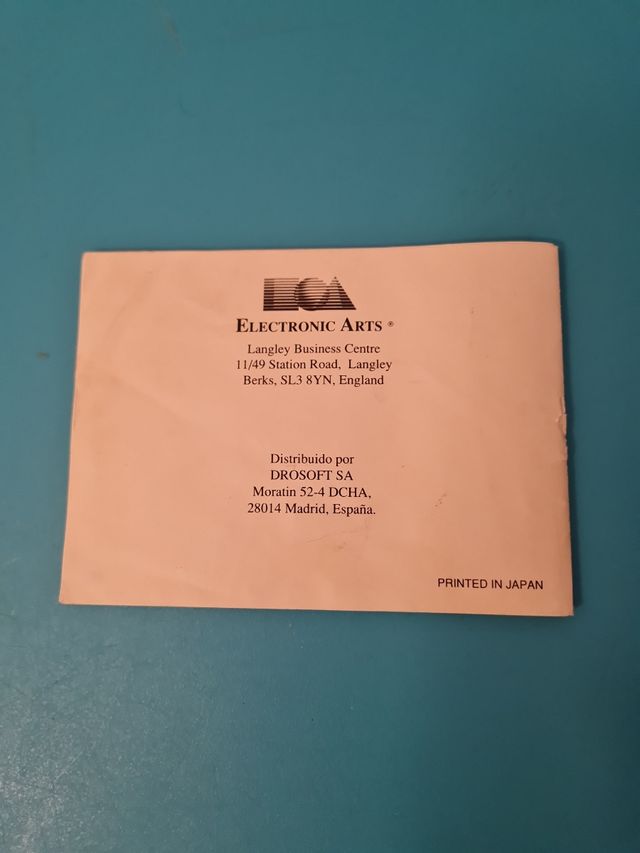 EOA
ELECTRONIC ARTS ®
Langley Business Centre
11/49 Station Road, Langley
Berks, SL3 8YN, England
Distribuido por
DROSOFT SA
Moratin 52-4 DCHA,
28014 Madrid, España.
PRINTED IN JAPAN